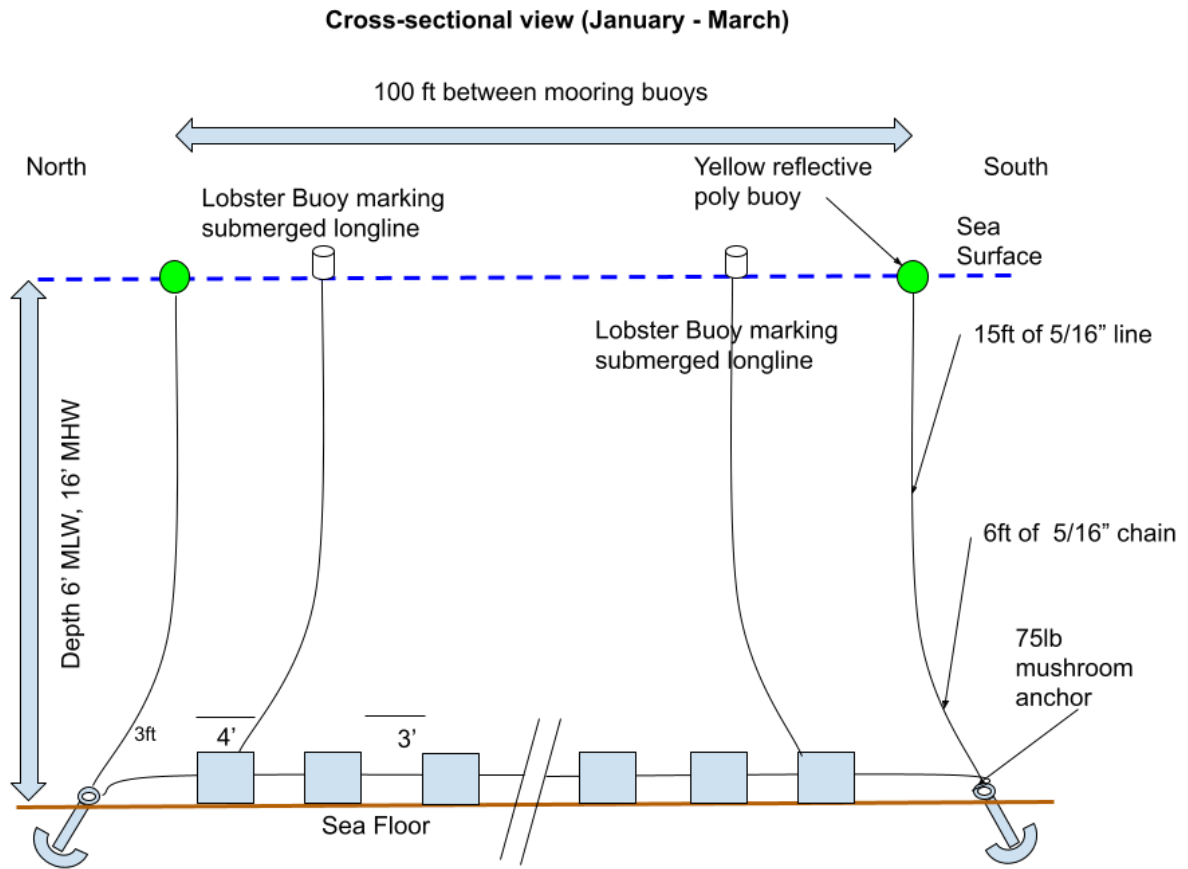 Cross-sectional view (January - March)
100 ft between mooring buoys
North
Yellow reflective
poly buoy
South
Lobster Buoy marking
submerged longline
Sea
Surface
Lobster Buoy marking
submerged longline
15ft of 5/16” line
Depth 6’ MLW, 16’ MHW
6ft of  5/16” chain
75lb
mushroom
anchor
3ft
4’
3’
Sea Floor